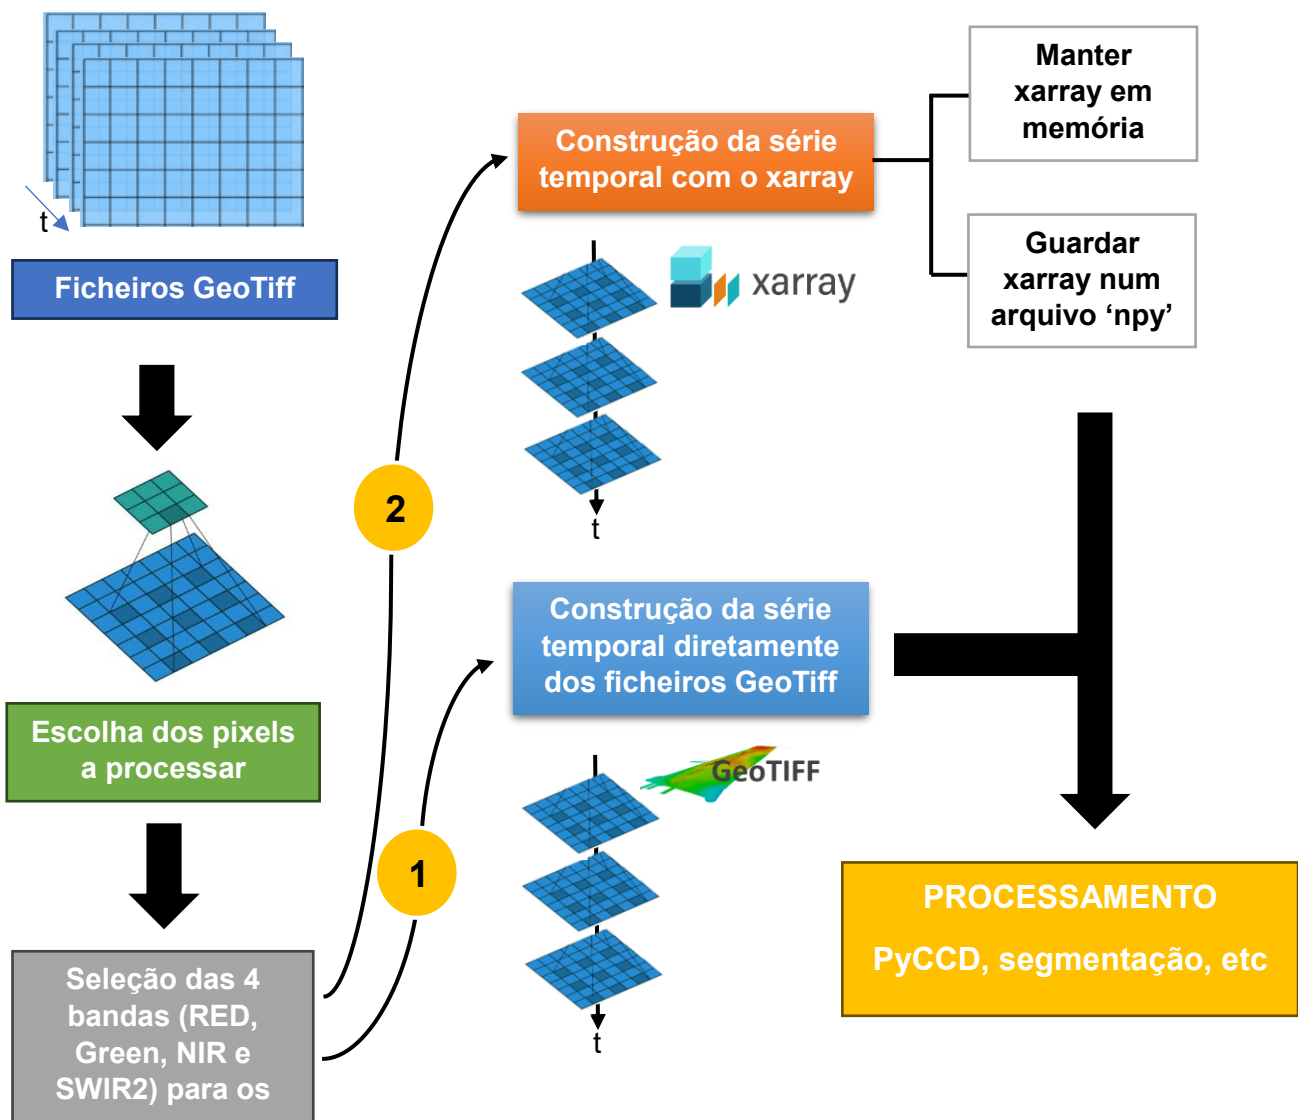 t
Ficheiros GeoTiff
Escolha dos pixels
a processar
Seleção das 4
bandas (RED,
Green, NIR e
SWIR2) para os
2
1
Construção da série
temporal com o xarray
xarray
t
Manter
xarray em
memória
Guardar
xarray num
arquivo ‘npy’
Construção da série
temporal diretamente
dos ficheiros GeoTiff
GeoTIFF
t
PROCESSAMENTO
PyCCD, segmentação, etc